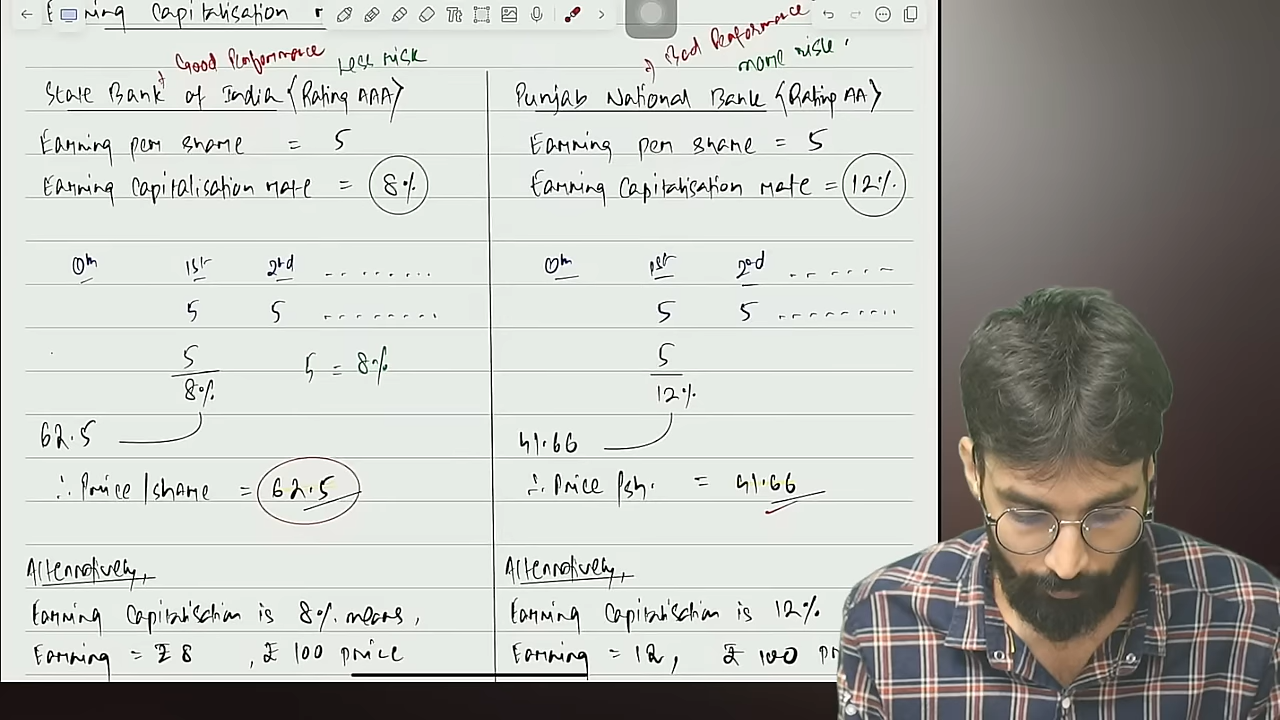 ning Capitalisation
Good Performance
Less risk
State Bank of India {Rating AAA}
Earning per share = 5
Earning Capitalisation rate = 8%
0th 1st 2nd ........
5 5 .........
5
8%
5 = 8%
62.5
∴ Price /share = 62.5
Alternatively,
Earning Capitalisation is 8% means,
Earning = ₹ 8 , ₹ 100 price
Bad Performance
more risk.
Punjab National Bank {Rating AA}
Earning per share = 5
Earning Capitalisation rate = 12%
0th 1st 2nd .......
5 5 ..........
5
12%
41.66
∴ Price /sh. = 41.66
Alternatively,
Earning Capitalisation is 12%
Earning = 12, ₹ 100 pr